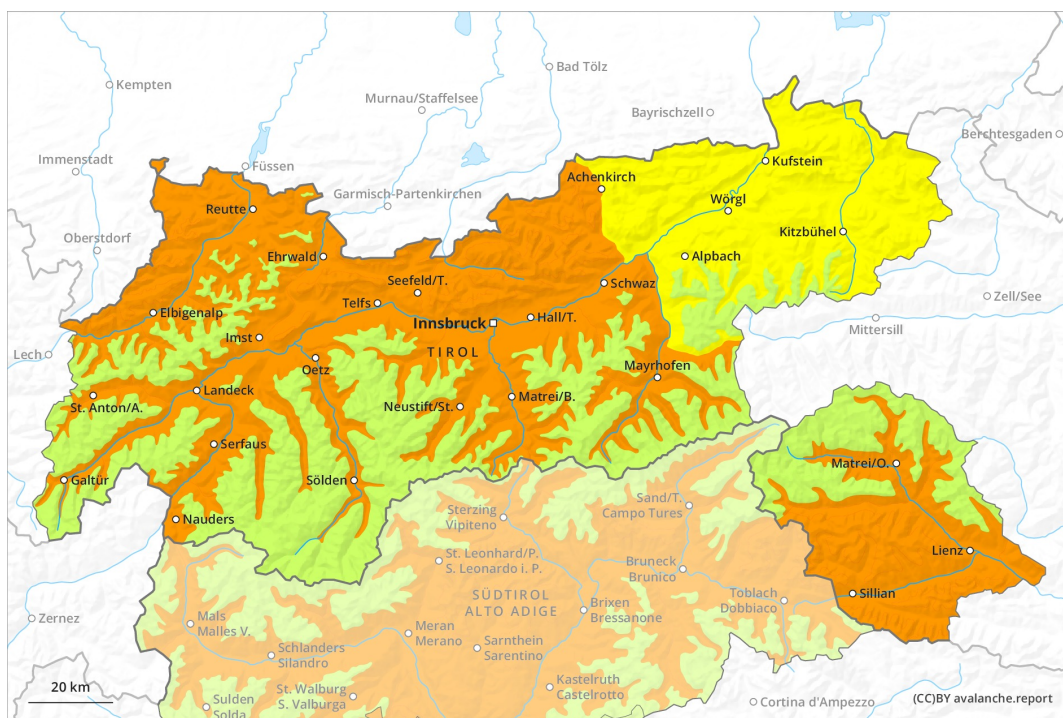 Kempten
Bad Tölz
Murnau/Staffelsee
Bayrischzell
Berchtesgaden
Immenstadt
Füssen
Kufstein
Garmisch-Partenkirchen
Achenkirch
Reutte
Wörgl
Oberstdorf
Kitzbühel
Ehrwald
Alpbach
Seefeld/T.
Schwaz
Zell/See
Telfs
Elbigenalp
Innsbruck
Hall/T.
Mittersill
Imst
Lech
TIROL
Oetz
Mayrhofen
Landeck
St. Anton/A.
Neustift/St.
Matrei/B.
Serfaus
Matrei/O.
Galtür
Sölden
Sand/T.
Campo Tures
Sterzing
Vipiteno
Nauders
Lienz
St. Leonhard/P.
S. Leonardo i. P.
Bruneck
Brunico
Sillian
SÜDTIROL
ALTO ADIGE
Toblach
Dobbiaco
Brixen
Bressanone
Zernez
Mals
Malles V.
Meran
Merano
Sarnthein
Sarentino
Schlanders
Silandro
20 km
St. Walburg
S. Valburga
Kastelruth
Castelrotto
Sulden
Solda
Cortina d'Ampezzo
(CC)BY avalanche.report